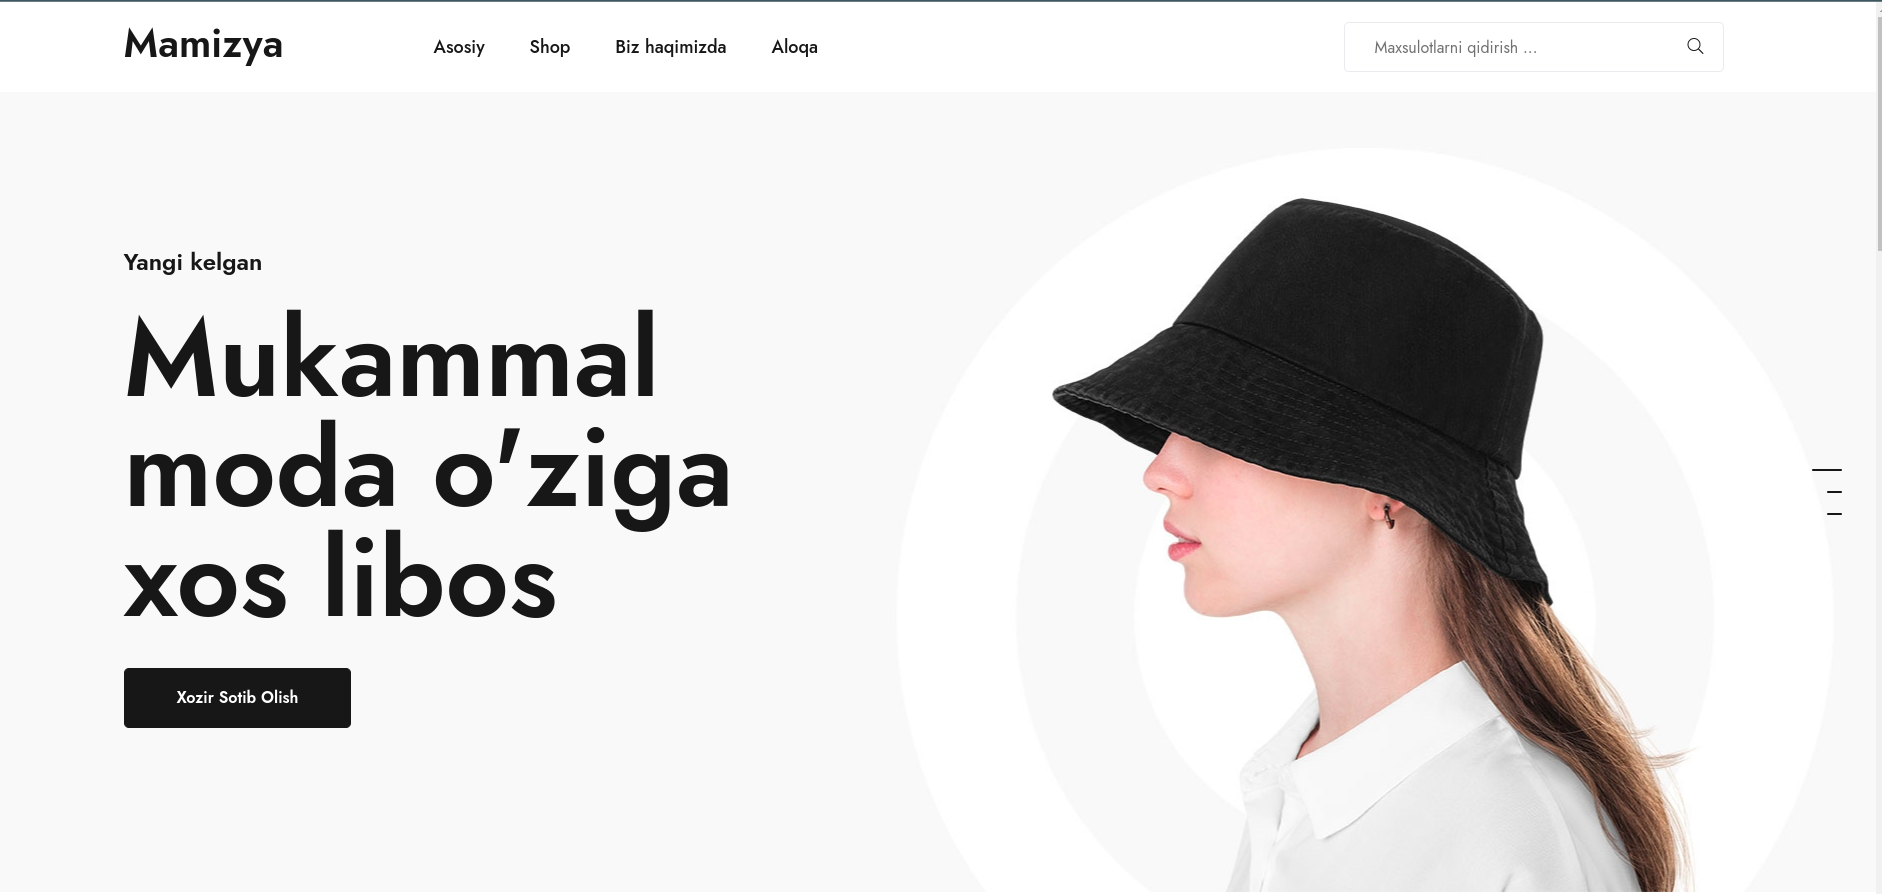 Mamizya
Asosiy
Shop
Biz haqimizda
Aloqa
Maxsulotlarni qidirish ...
Yangi kelgan
Mukammal
moda o'ziga
xos libos
Xozir Sotib Olish